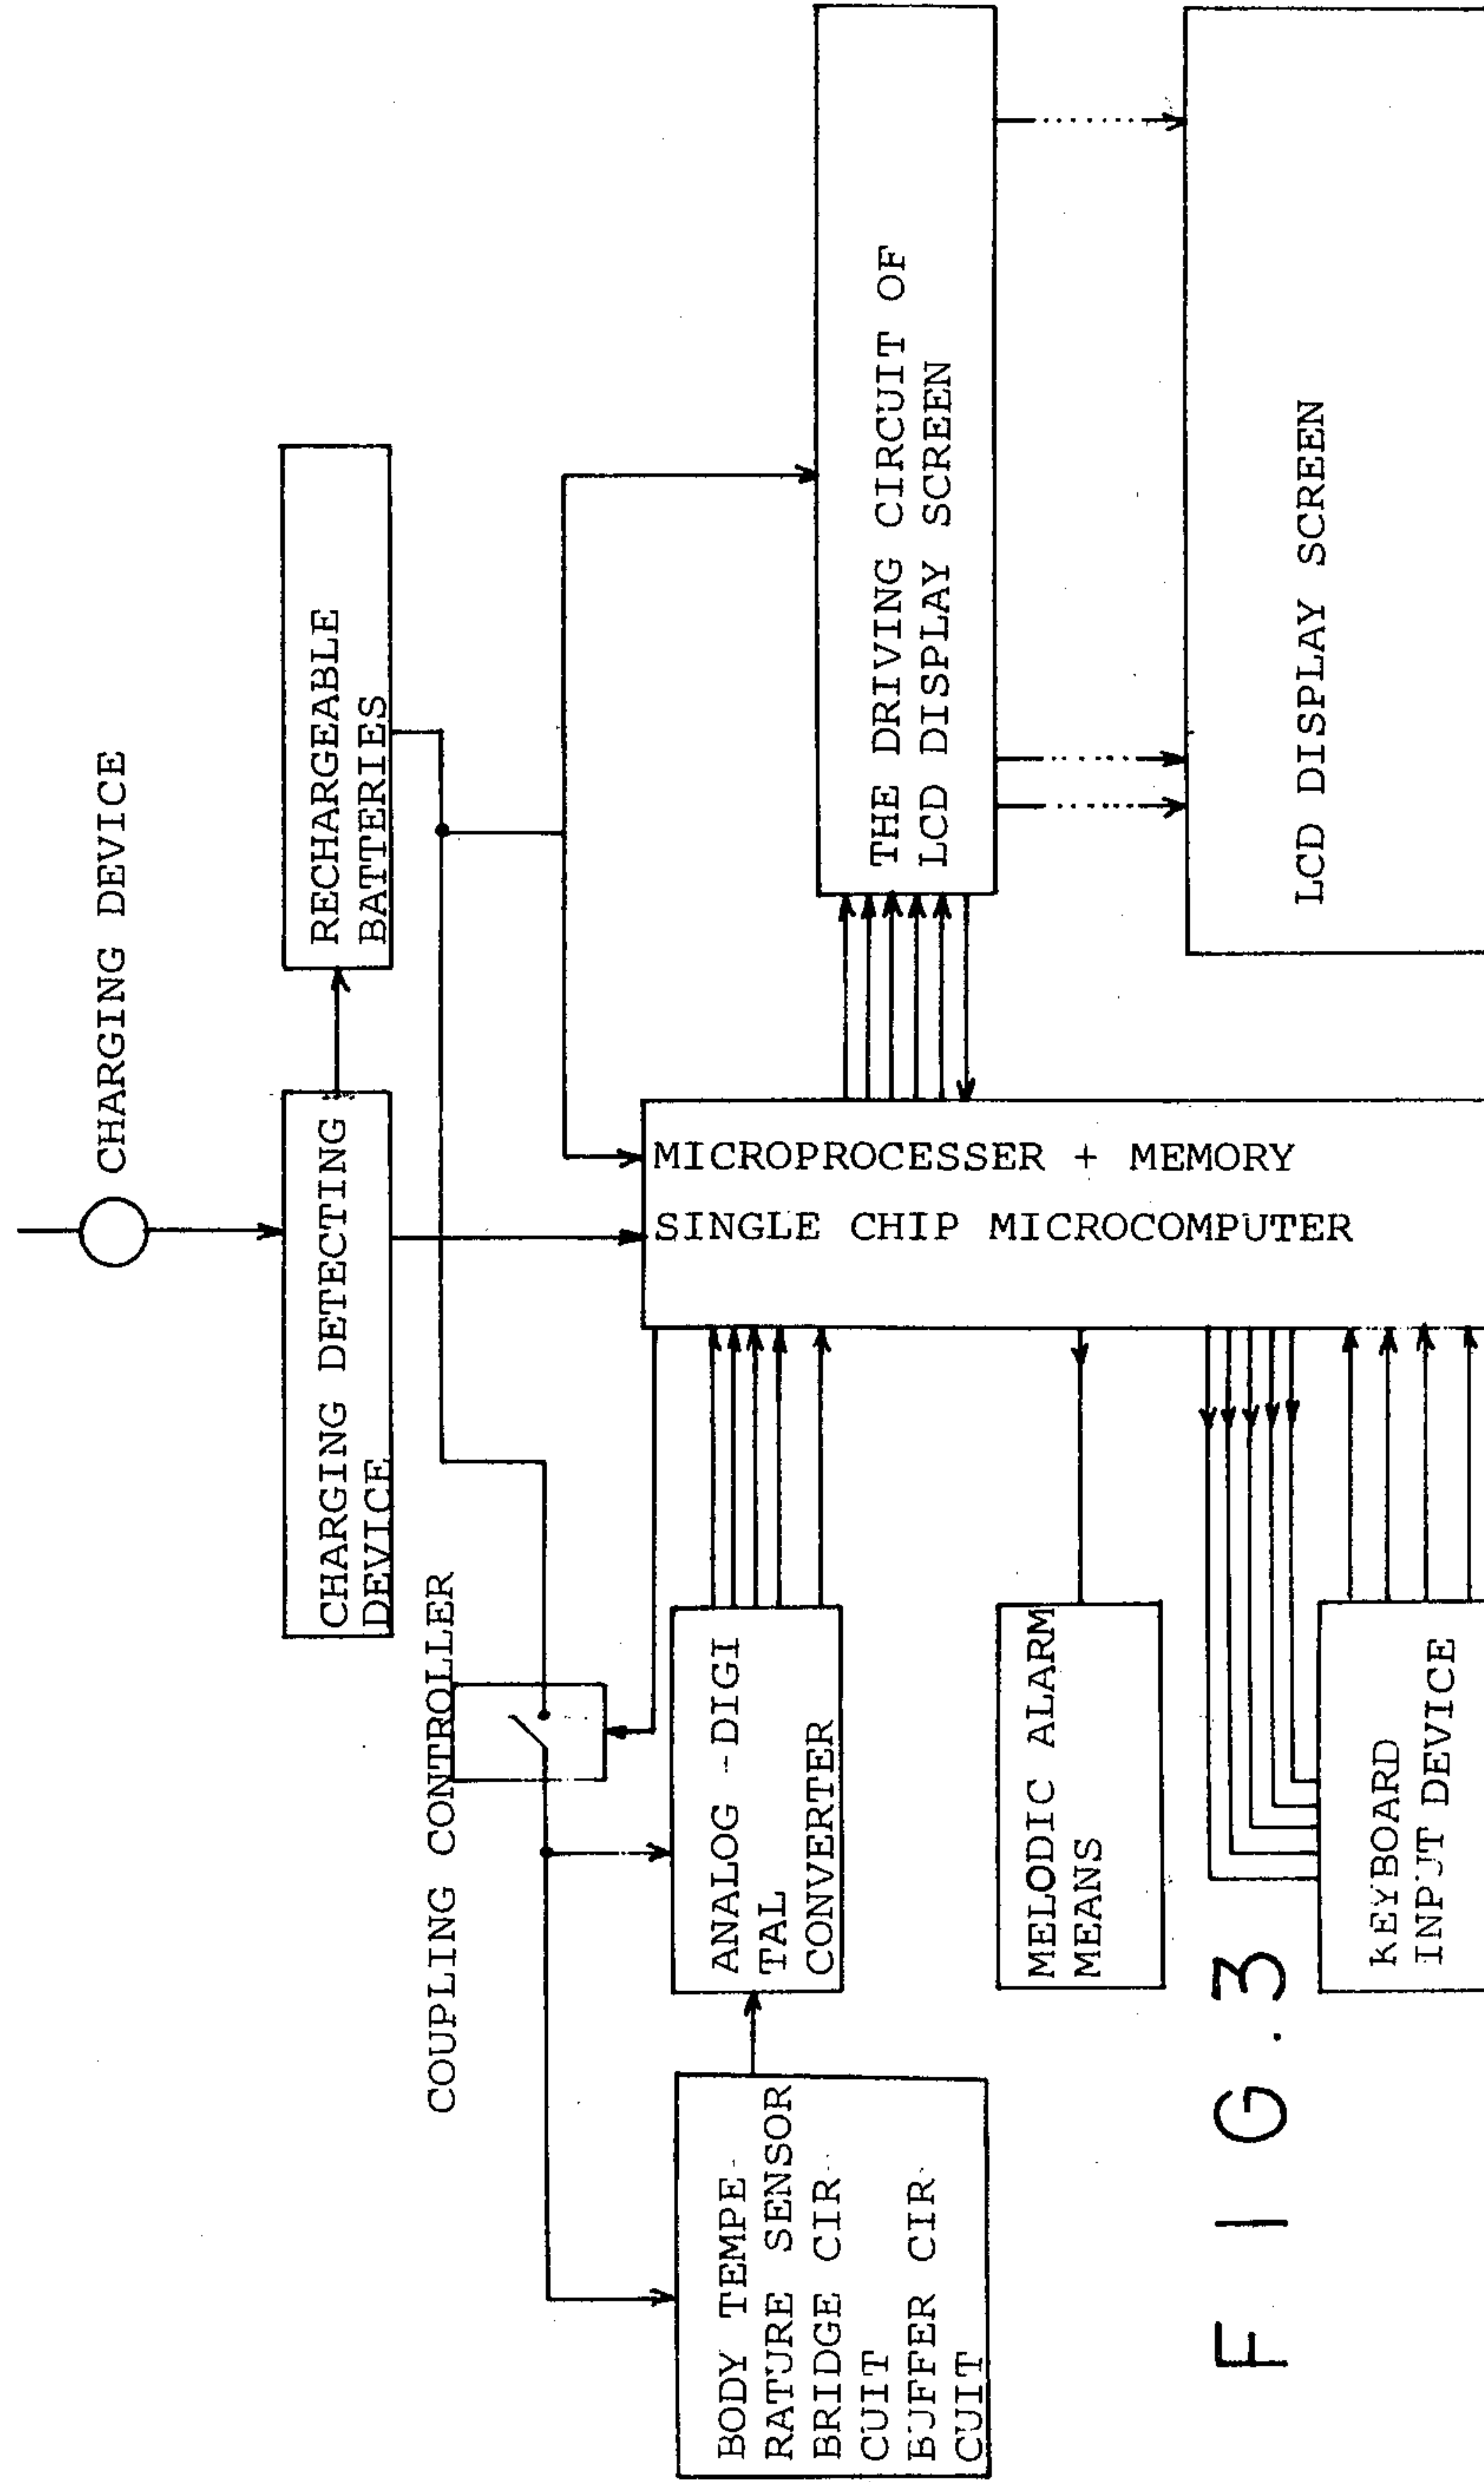 CHARGING DEVICE
CHARGING DETECTING
DEVICE
RECHARGEABLE
BATTERIES
COUPLING CONTROLLER
BODY TEMPE-
RATURE SENSOR
BRIDGE CIR-
CUIT
BUFFER CIR-
CUIT
ANALOG-DIGI
TAL
CONVERTER
MICROPROCESSER + MEMORY
SINGLE CHIP MICROCOMPUTER
THE DRIVING CIRCUIT OF
LCD DISPLAY SCREEN
MELODIC ALARM
MEANS
KEYBOARD
INPUT DEVICE
LCD DISPLAY SCREEN
FIG.3